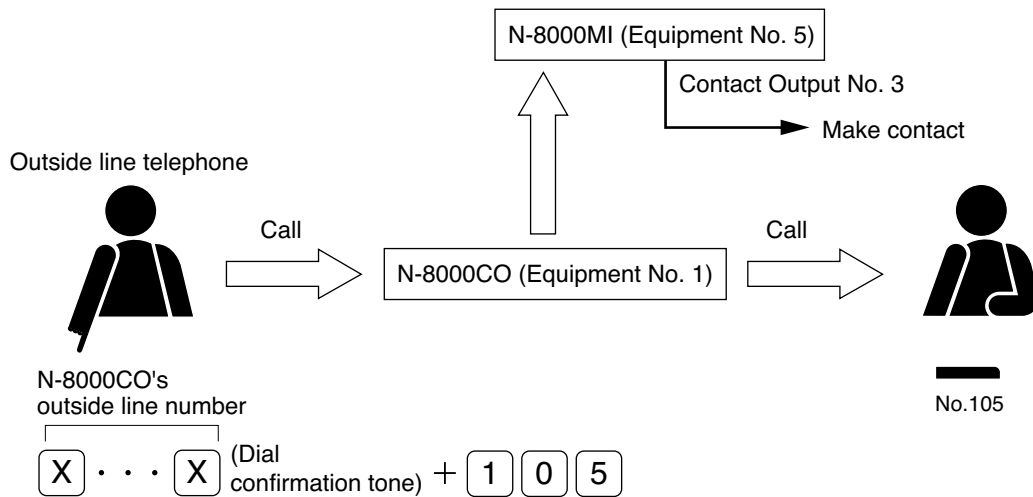 N-8000MI (Equipment No. 5)
Contact Output No. 3
Make contact
Outside line telephone
Call
N-8000CO (Equipment No. 1)
Call
N-8000CO's
outside line number
No.105
X · · · X (Dial
confirmation tone) + 1 0 5